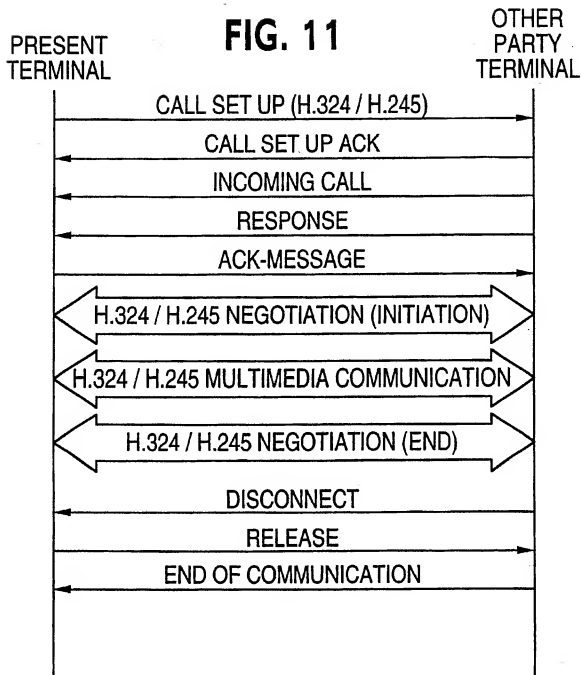 FIG. 11
PRESENT
TERMINAL
OTHER
PARTY
TERMINAL
CALL SET UP (H.324 / H.245)
CALL SET UP ACK
INCOMING CALL
RESPONSE
ACK-MESSAGE
H.324 / H.245 NEGOTIATION (INITIATION)
H.324 / H.245 MULTIMEDIA COMMUNICATION
H.324 / H.245 NEGOTIATION (END)
DISCONNECT
RELEASE
END OF COMMUNICATION